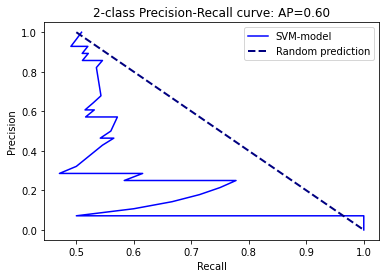 2-class Precision-Recall curve: AP=0.60
SVM-model
Random prediction
1.0
0.8
0.6
0.4
0.2
0.0
Precision
0.5
0.6
0.7
0.8
0.9
1.0
Recall